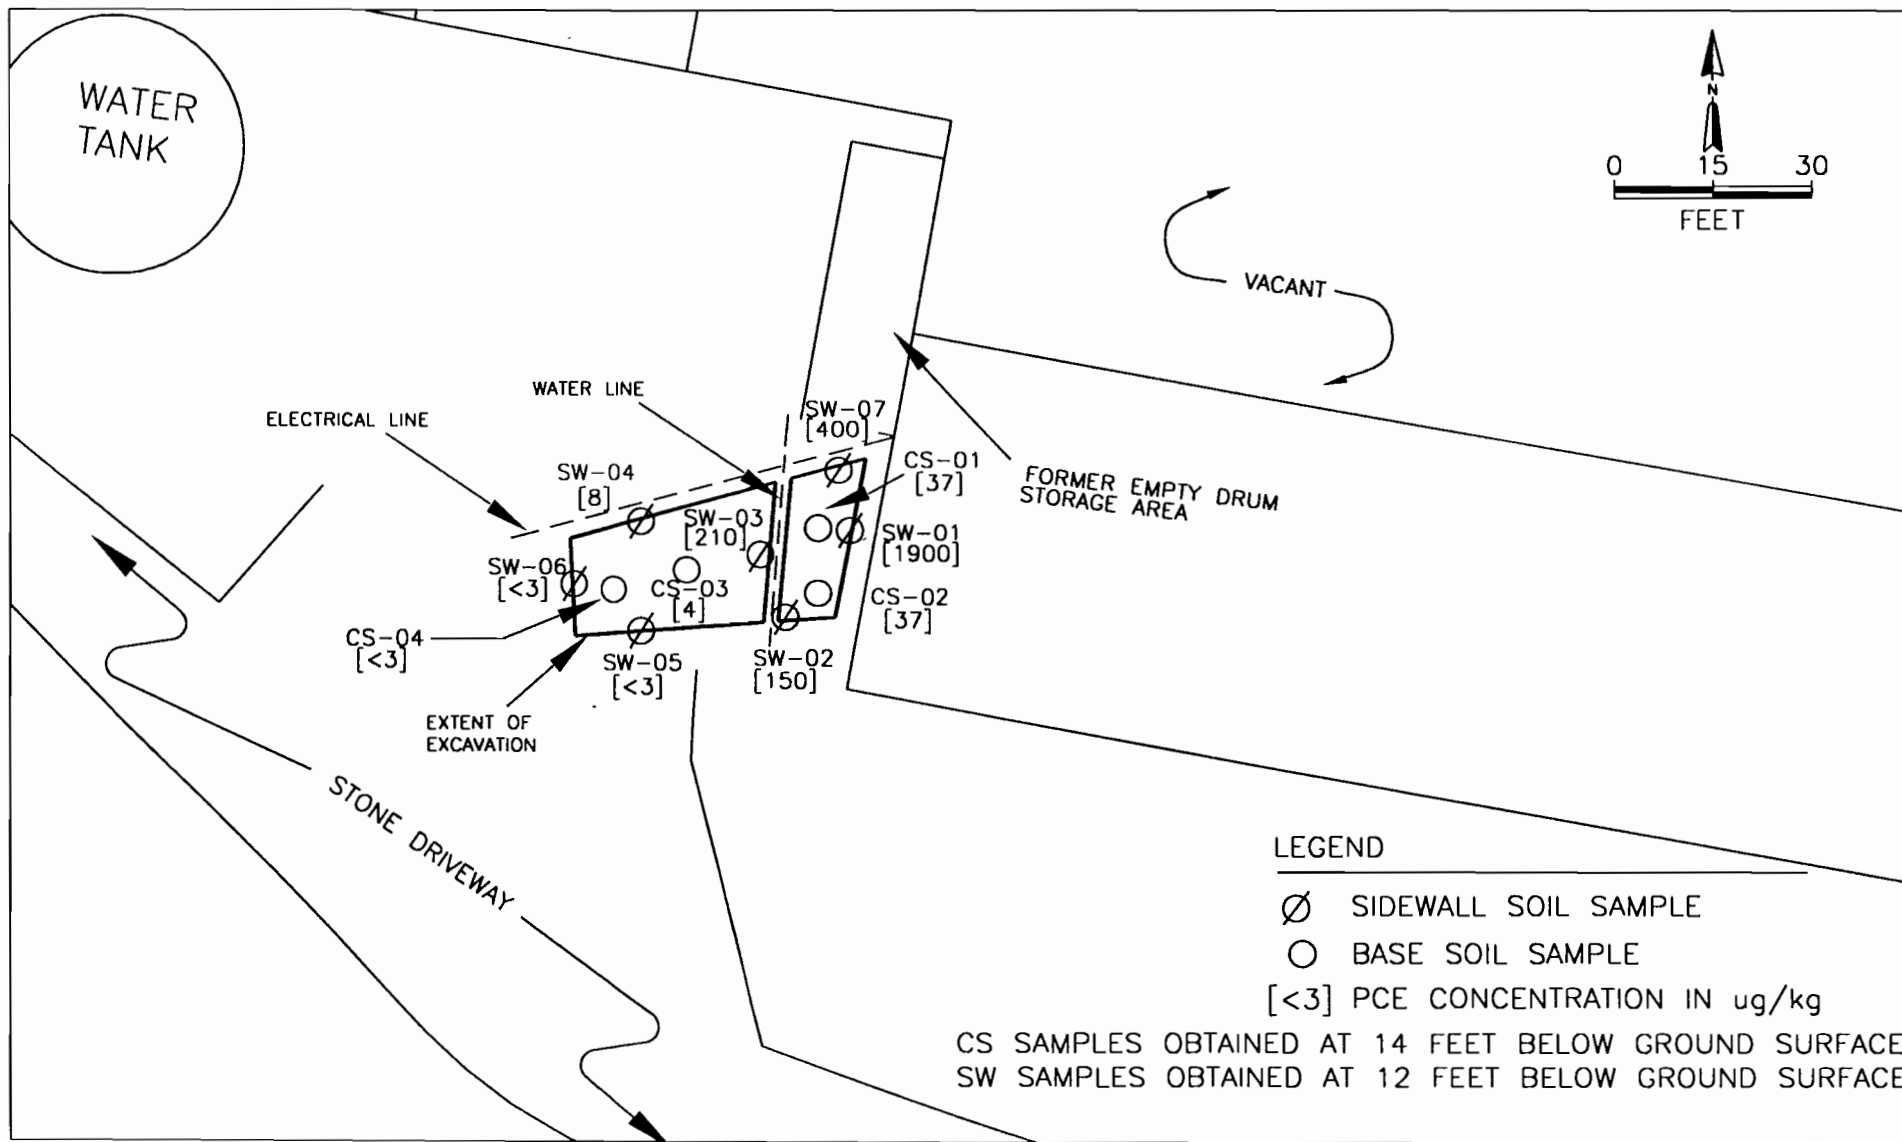 WATER
TANK
N
0 15 30
FEET
VACANT
WATER LINE
ELECTRICAL LINE
SW-07
[400]
SW-04
[8]
CS-01
[37]
FORMER EMPTY DRUM
STORAGE AREA
SW-03
[210]
SW-01
[1900]
SW-06
[<3]
CS-03
[4]
CS-02
[37]
CS-04
[<3]
SW-05
[<3]
SW-02
[150]
EXTENT OF
EXCAVATION
STONE DRIVEWAY
LEGEND
SIDEWALL SOIL SAMPLE
BASE SOIL SAMPLE
[<3] PCE CONCENTRATION IN ug/kg
CS SAMPLES OBTAINED AT 14 FEET BELOW GROUND SURFACE
SW SAMPLES OBTAINED AT 12 FEET BELOW GROUND SURFACE